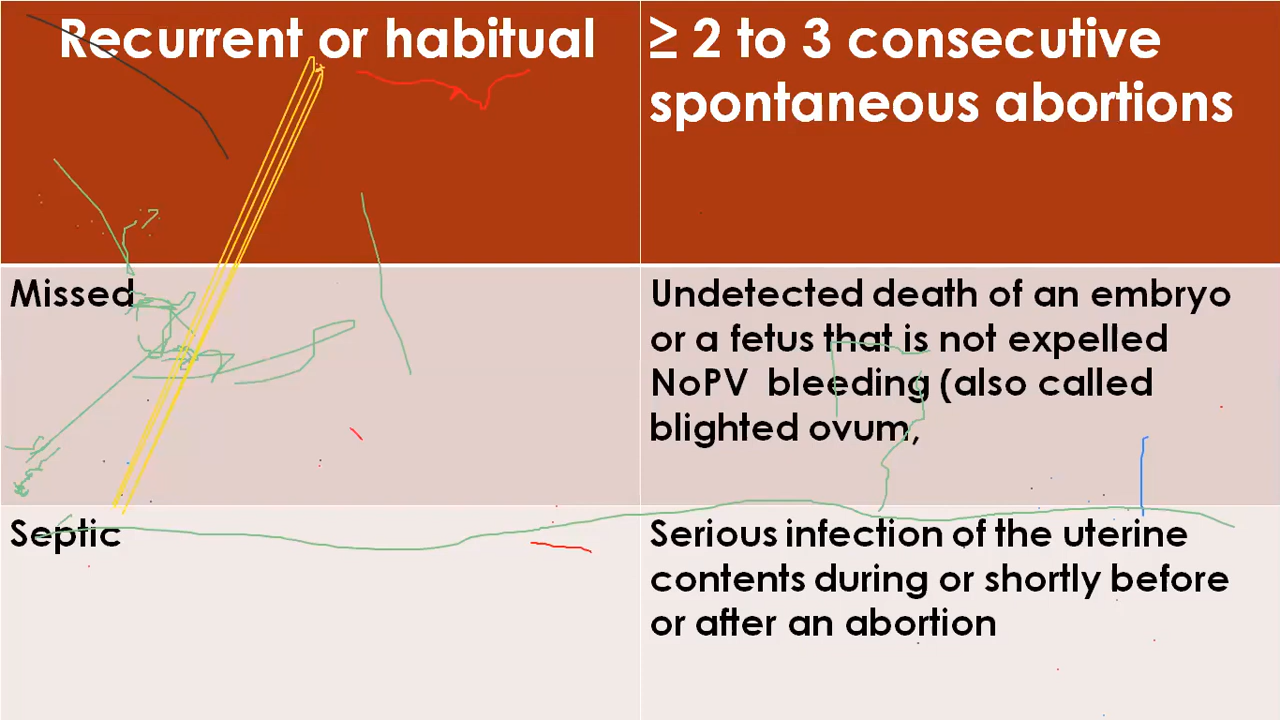 Recurrent or habitual
≥ 2 to 3 consecutive
spontaneous abortions
Missed
Undetected death of an embryo
or a fetus that is not expelled
NoPV bleeding (also called
blighted ovum,
Septic
Serious infection of the uterine
contents during or shortly before
or after an abortion